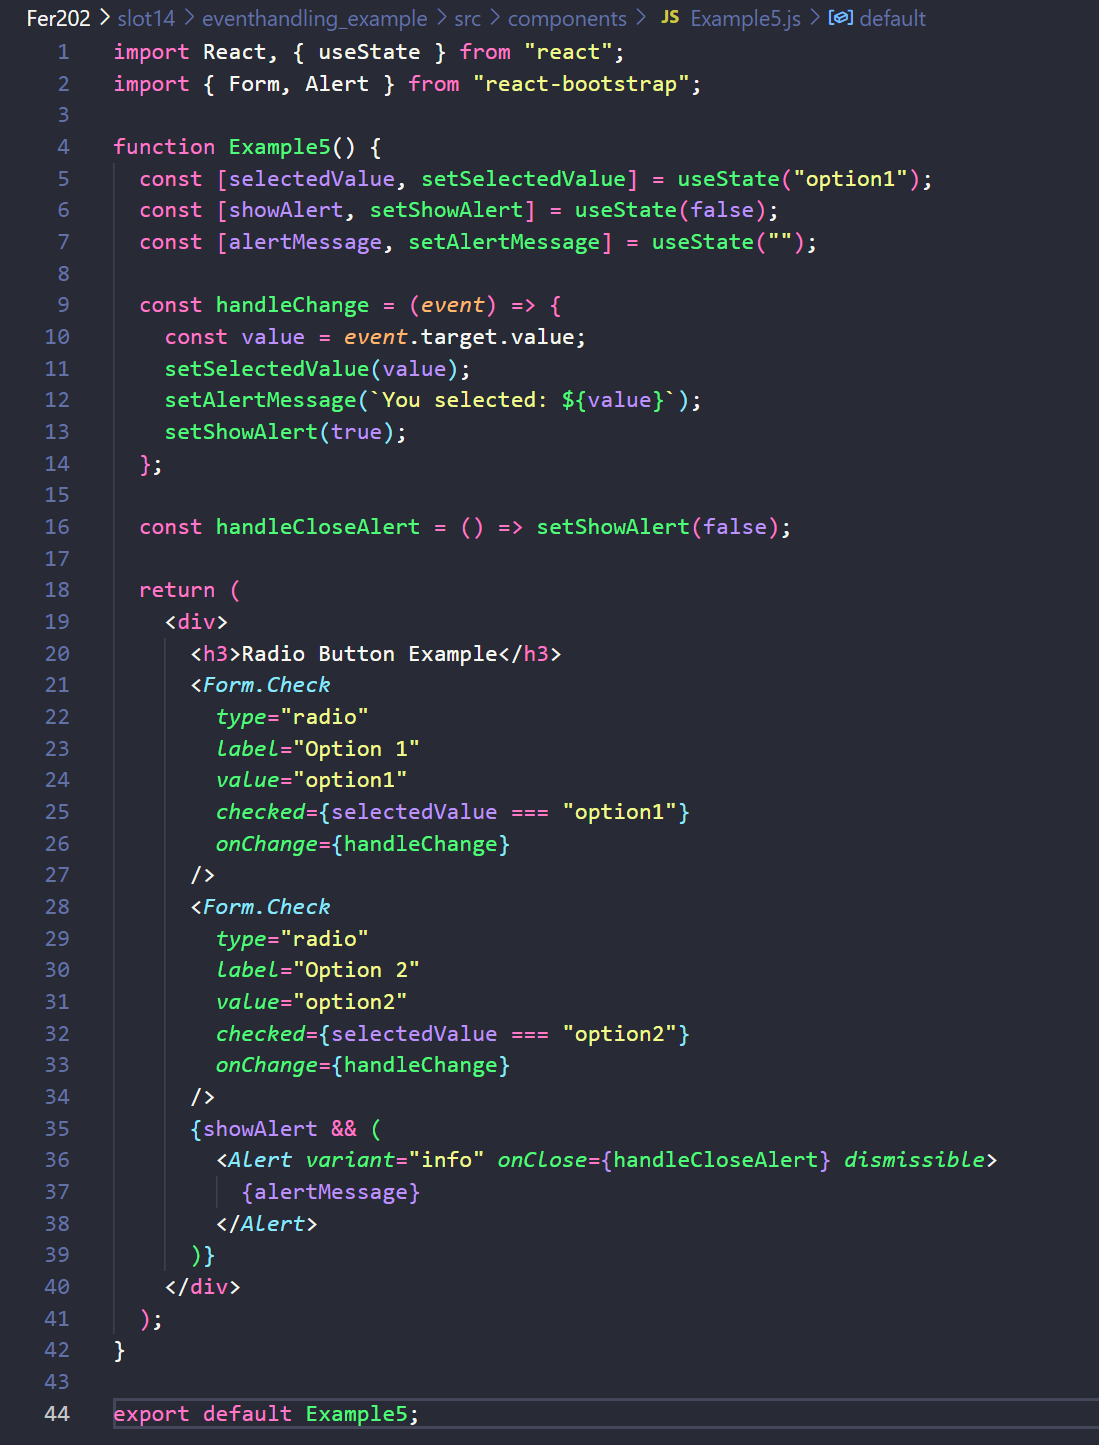 Fer202 > slot14 > eventhandling_example > src > components > JS Example5.js > default
1 import React, { useState } from "react";
2 import { Form, Alert } from "react-bootstrap";
3
4 function Example5() {
5   const [selectedValue, setSelectedValue] = useState("option1");
6   const [showAlert, setShowAlert] = useState(false);
7   const [alertMessage, setAlertMessage] = useState("");
8
9   const handleChange = (event) => {
10     const value = event.target.value;
11     setSelectedValue(value);
12     setAlertMessage(`You selected: ${value}`);
13     setShowAlert(true);
14   };
15
16   const handleCloseAlert = () => setShowAlert(false);
17
18   return (
19     <div>
20       <h3>Radio Button Example</h3>
21       <Form.Check
22         type="radio"
23         label="Option 1"
24         value="option1"
25         checked={selectedValue === "option1"}
26         onChange={handleChange}
27       />
28       <Form.Check
29         type="radio"
30         label="Option 2"
31         value="option2"
32         checked={selectedValue === "option2"}
33         onChange={handleChange}
34       />
35       {showAlert && (
36         <Alert variant="info" onClose={handleCloseAlert} dismissible>
37           {alertMessage}
38         </Alert>
39       )}
40     </div>
41   );
42 }
43
44 export default Example5;